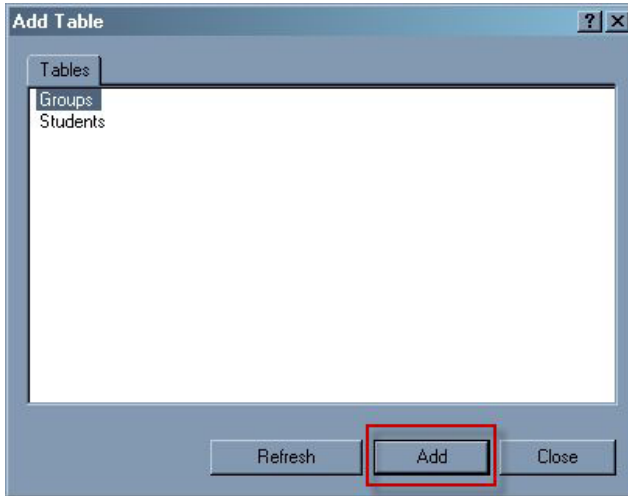 Add Table
Tables
Groups
Students
Refresh Add Close